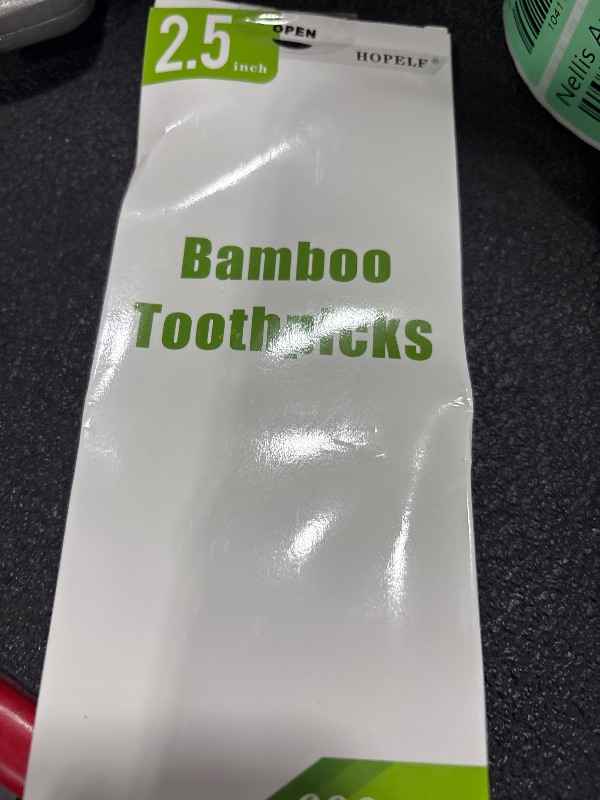 2.5 inch
OPEN
HOPELF®
Bamboo
Toothpicks
Nellis